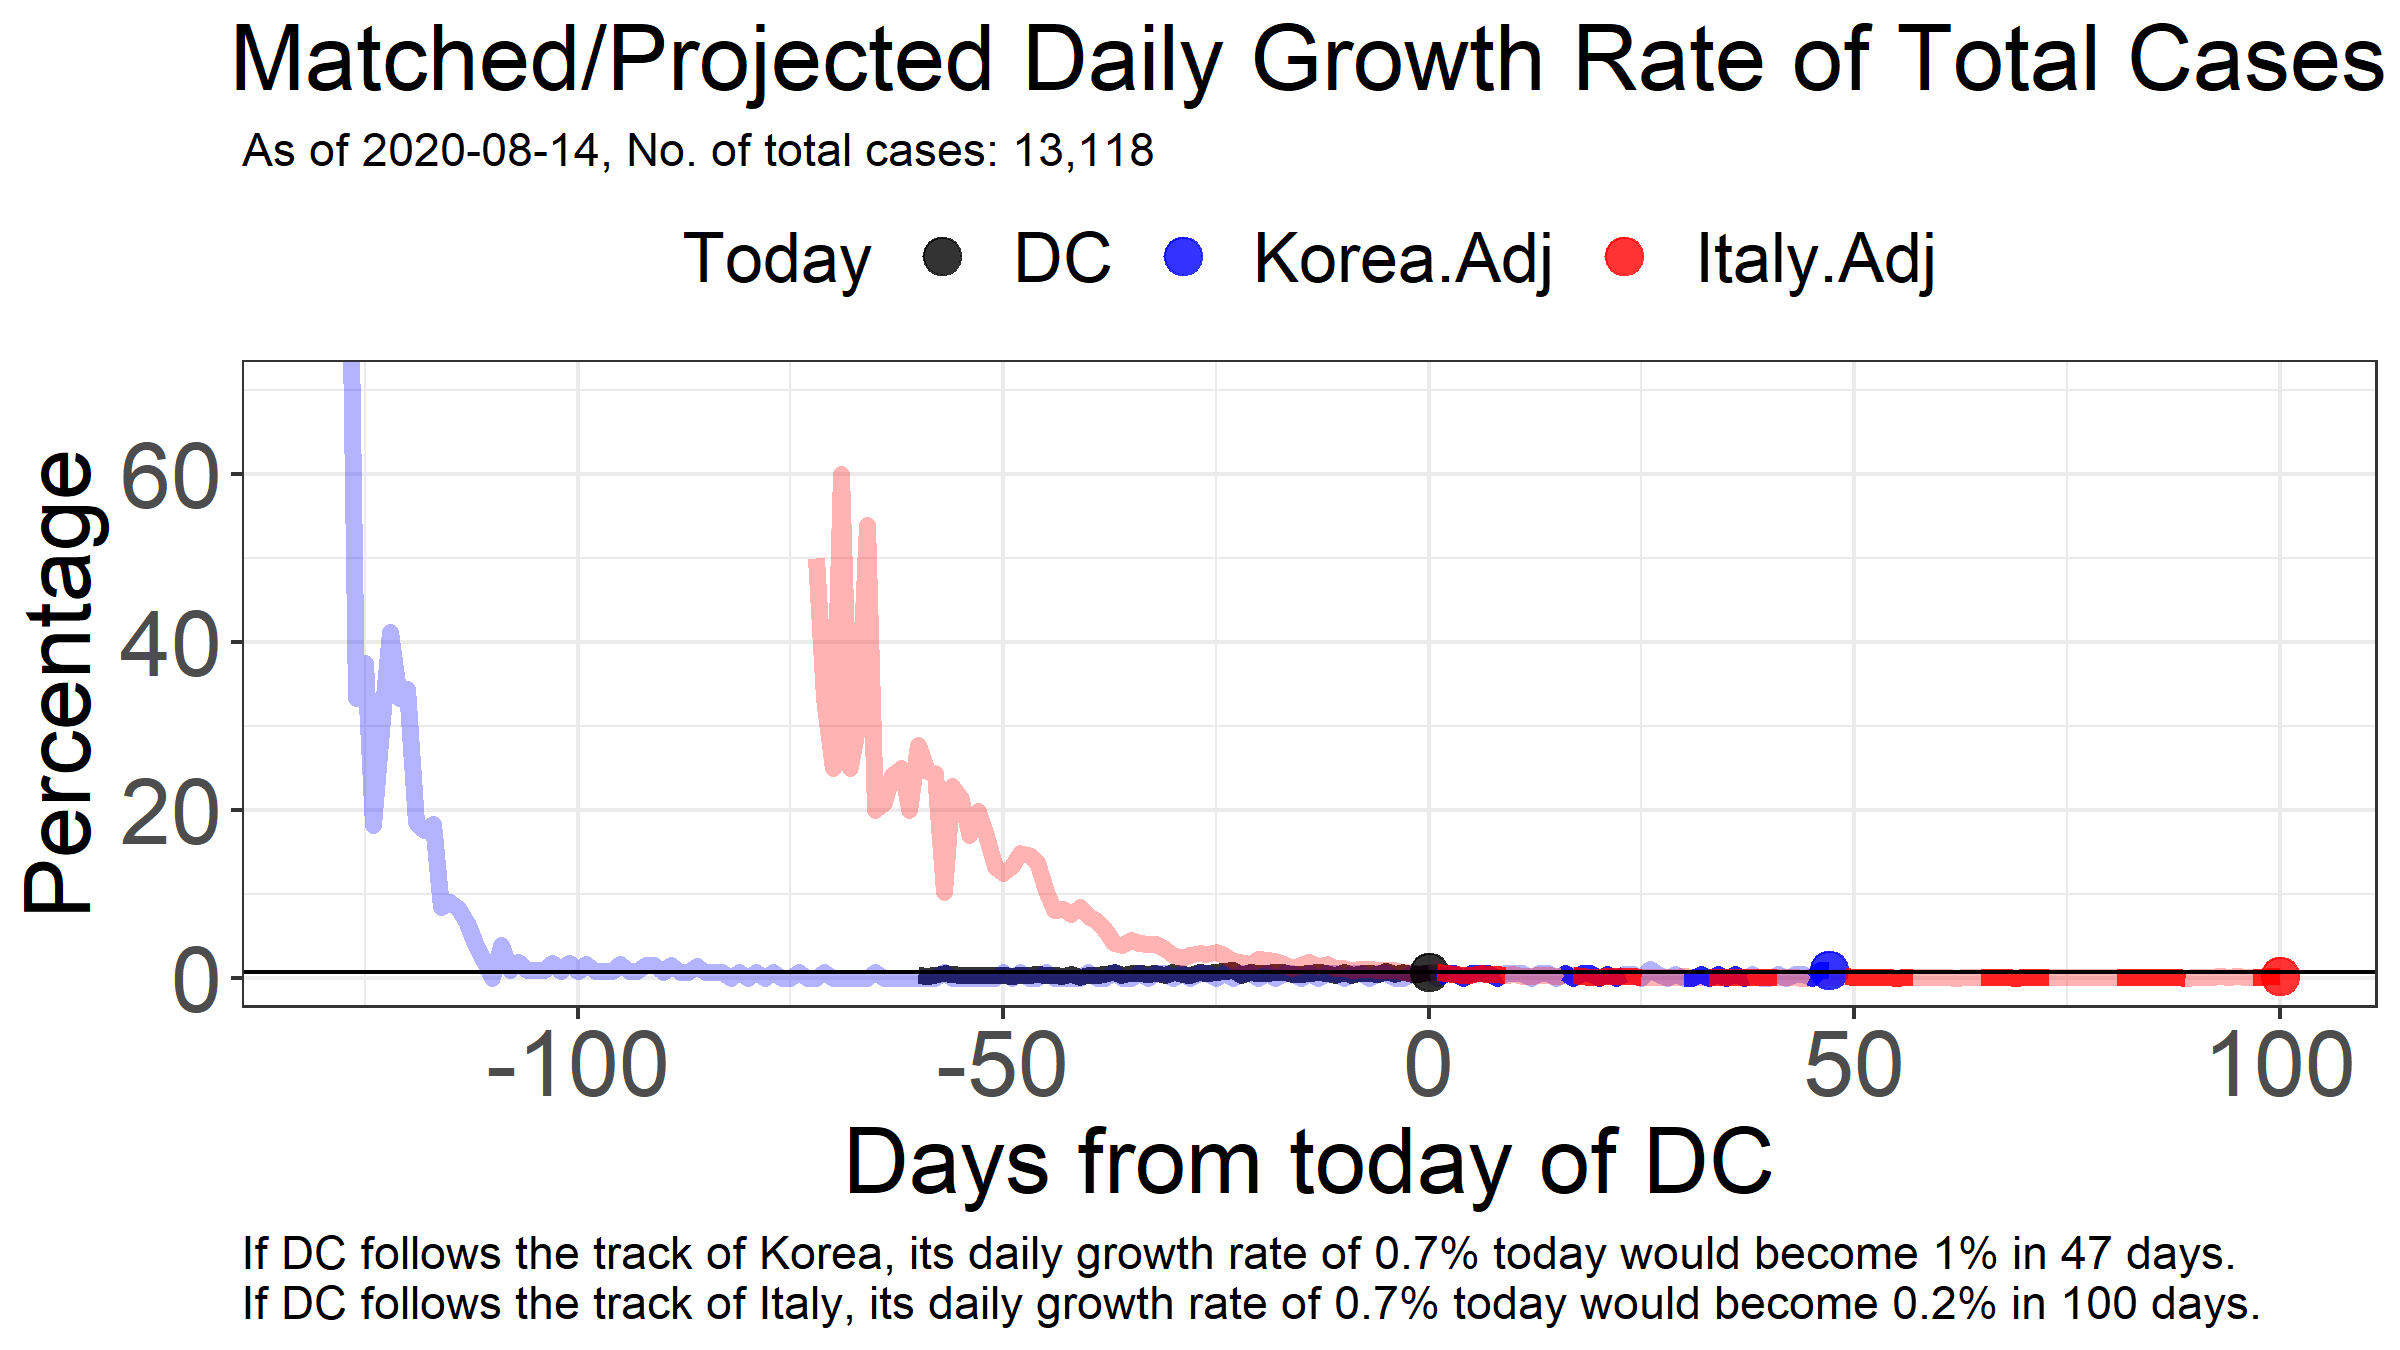 Matched/Projected Daily Growth Rate of Total Cases
As of 2020-08-14, No. of total cases: 13,118
Today DC Korea.Adj Italy.Adj
Percentage
60
40
20
0
-100 -50 0 50 100
Days from today of DC
If DC follows the track of Korea, its daily growth rate of 0.7% today would become 1% in 47 days.
If DC follows the track of Italy, its daily growth rate of 0.7% today would become 0.2% in 100 days.